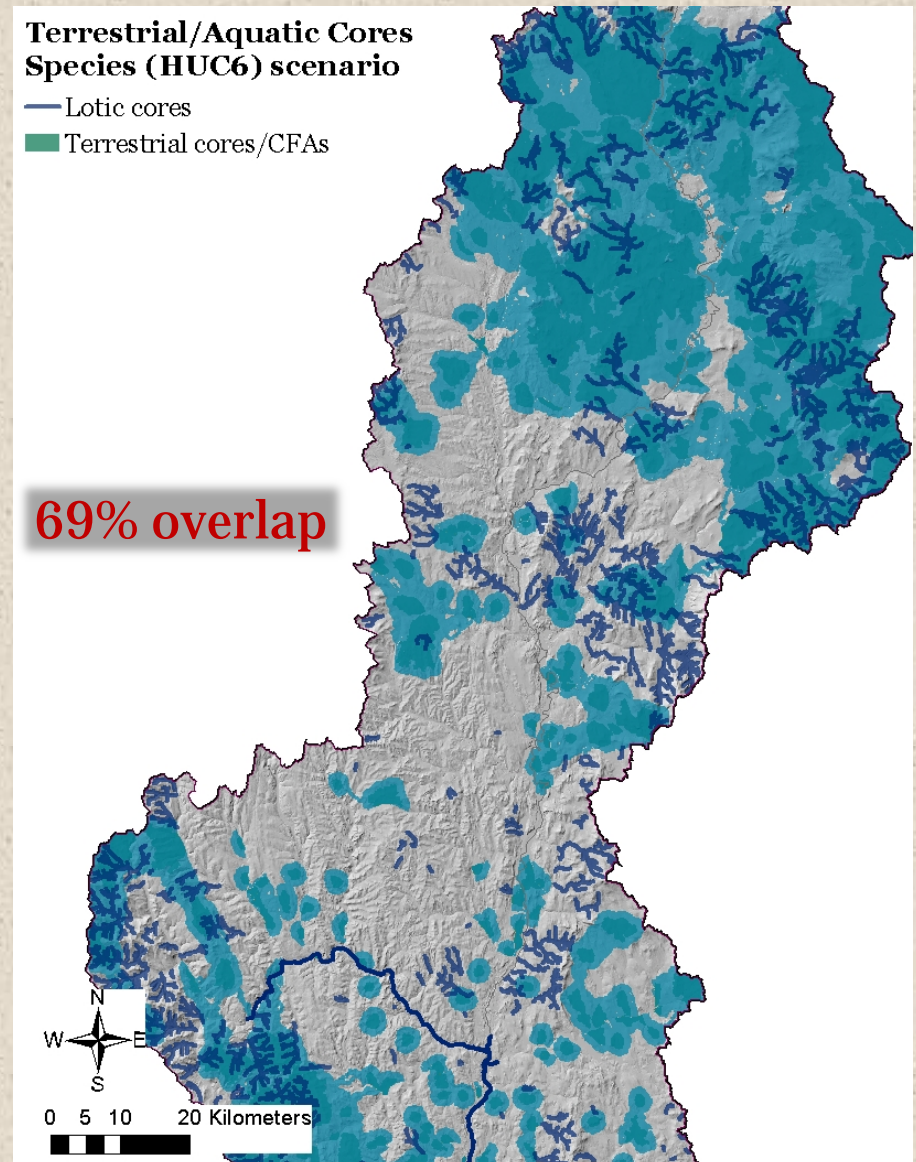 Terrestrial/Aquatic Cores
Species (HUC6) scenario
Lotic cores
Terrestrial cores/CFAs
69% overlap
N
W E
S
0 5 10 20 Kilometers